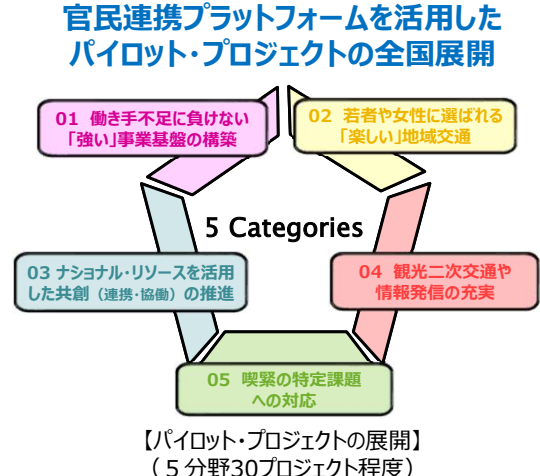 官民連携プラットフォームを活用した
パイロット・プロジェクトの全国展開
01 働き手不足に負けない
「強い」事業基盤の構築
02 若者や女性に選ばれる
「楽しい」地域交通
5 Categories
03 ナショナル・リソースを活用
した共創（連携・協働）の推進
04 観光二次交通や
情報発信の充実
05 喫緊の特定課題
への対応
【パイロット・プロジェクトの展開】
（５分野30プロジェクト程度）